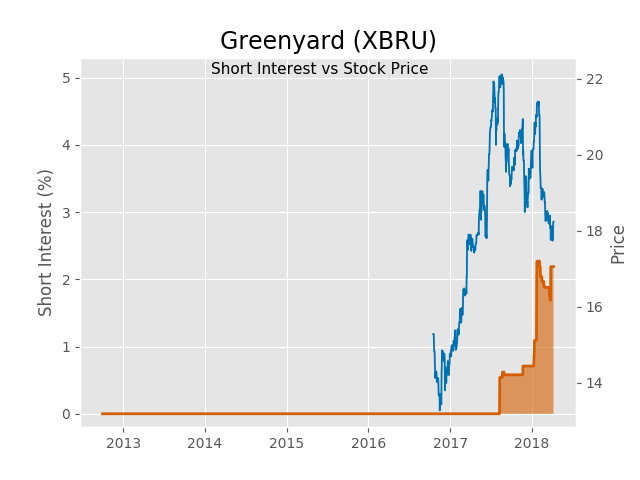 Greenyard (XBRU)
Short Interest vs Stock Price
Short Interest (%)
5
4
3
2
1
0
22
20
18
16
14
Price
2013 2014 2015 2016 2017 2018